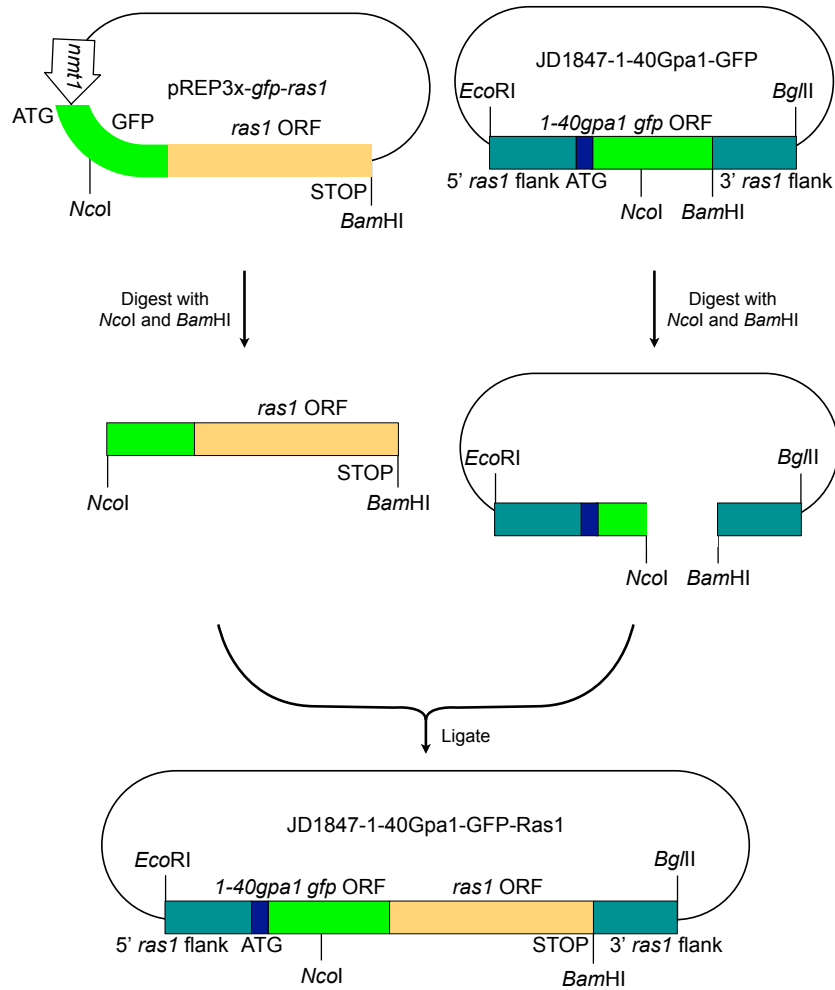 nmt1
pREP3x-gfp-ras1
ATG
GFP
ras1 ORF
NcoI
STOP
BamHI
JD1847-1-40Gpa1-GFP
EcoRI
BglII
1-40gpa1 gfp ORF
5’ ras1 flank
ATG
3’ ras1 flank
NcoI
BamHI
Digest with
NcoI and BamHI
Digest with
NcoI and BamHI
ras1 ORF
STOP
NcoI
BamHI
EcoRI
BglII
NcoI
BamHI
Ligate
JD1847-1-40Gpa1-GFP-Ras1
EcoRI
BglII
1-40gpa1 gfp ORF
ras1 ORF
5’ ras1 flank
ATG
STOP
3’ ras1 flank
NcoI
BamHI